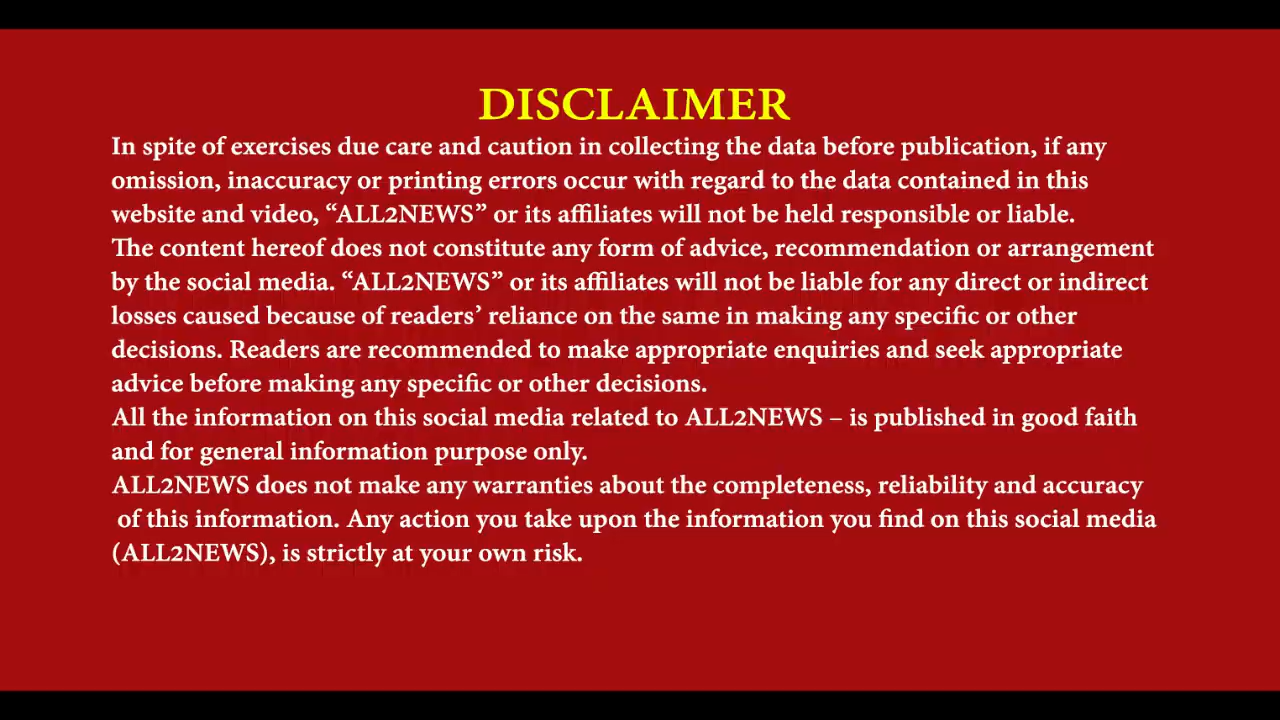 DISCLAIMER
In spite of exercises due care and caution in collecting the data before publication, if any
omission, inaccuracy or printing errors occur with regard to the data contained in this
website and video, “ALL2NEWS” or its affiliates will not be held responsible or liable.
The content hereof does not constitute any form of advice, recommendation or arrangement
by the social media. “ALL2NEWS” or its affiliates will not be liable for any direct or indirect
losses caused because of readers’ reliance on the same in making any specific or other
decisions. Readers are recommended to make appropriate enquiries and seek appropriate
advice before making any specific or other decisions.
All the information on this social media related to ALL2NEWS – is published in good faith
and for general information purpose only.
ALL2NEWS does not make any warranties about the completeness, reliability and accuracy
of this information. Any action you take upon the information you find on this social media
(ALL2NEWS), is strictly at your own risk.